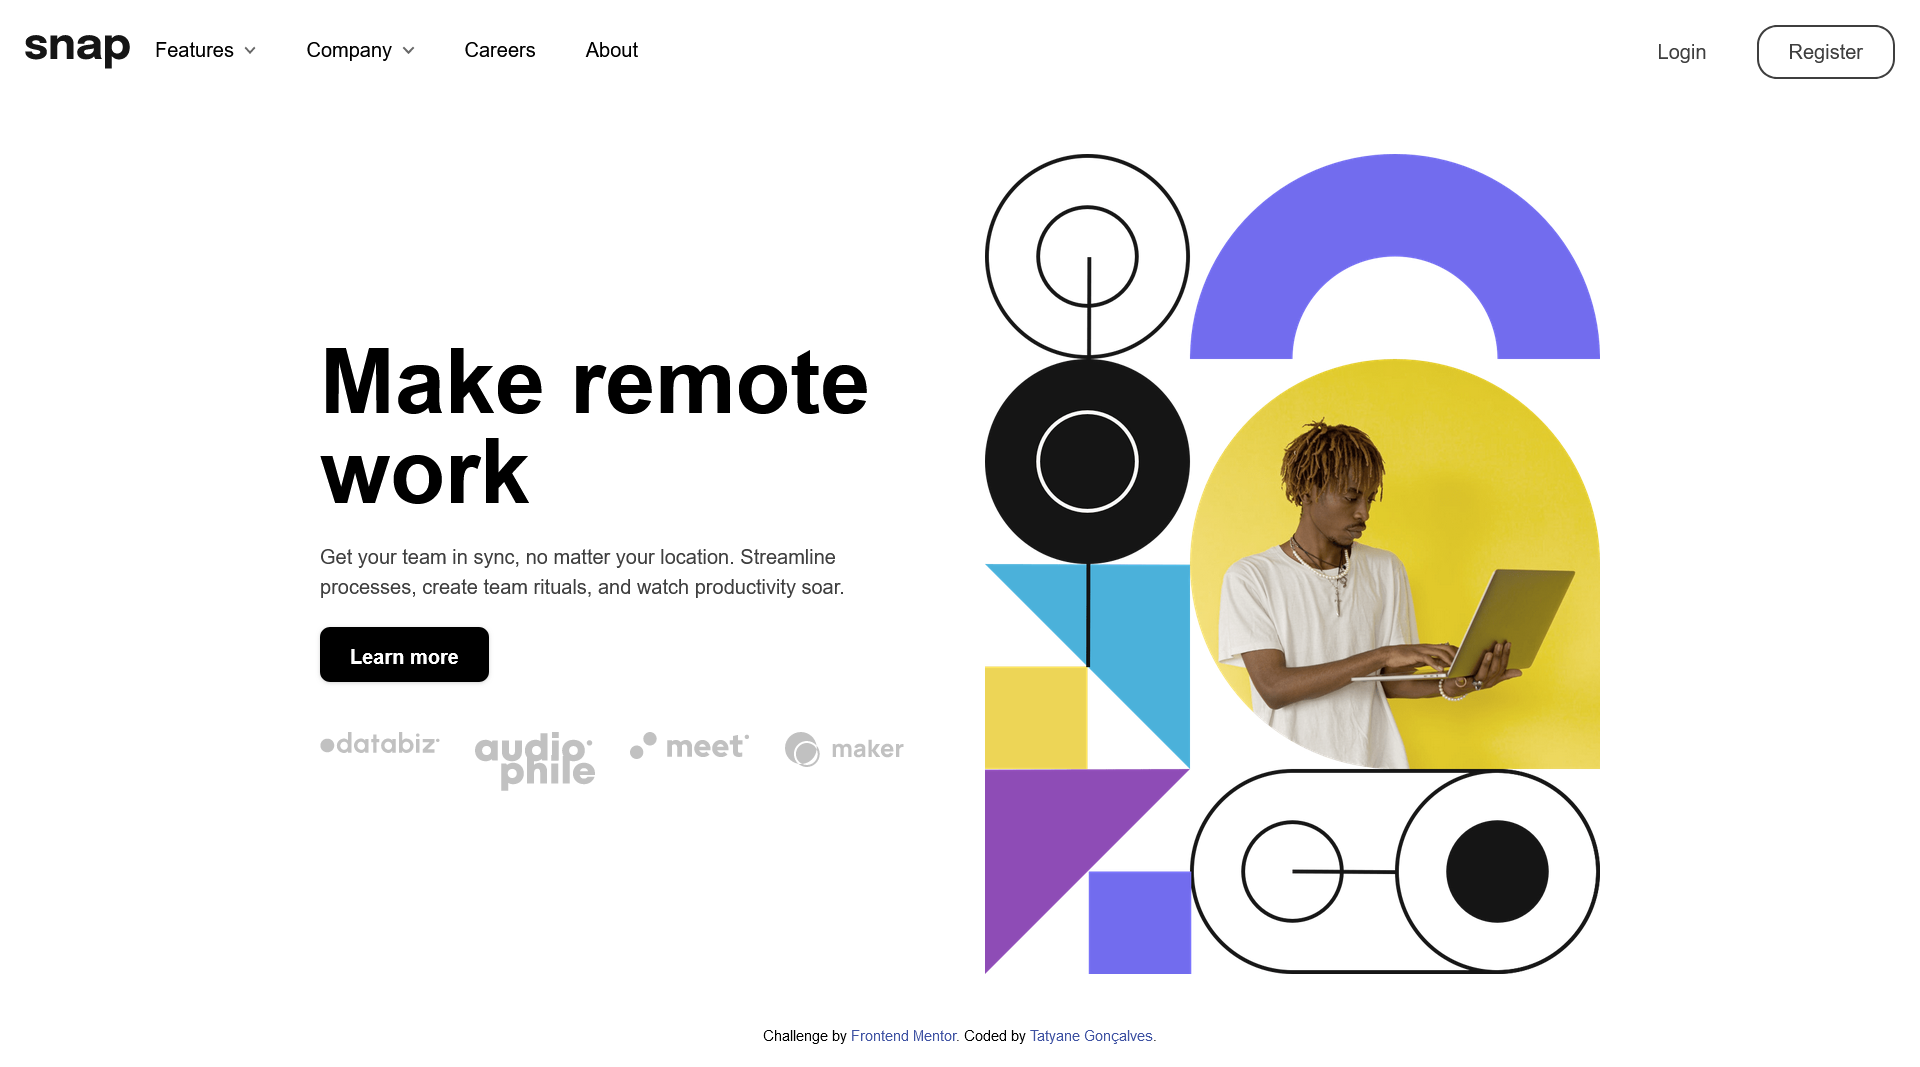 snap Features Company Careers About Login Register
Make remote
work
Get your team in sync, no matter your location. Streamline
processes, create team rituals, and watch productivity soar.
Learn more
databiz audiophile meet maker
Challenge by Frontend Mentor. Coded by Tatyane Gonçalves.